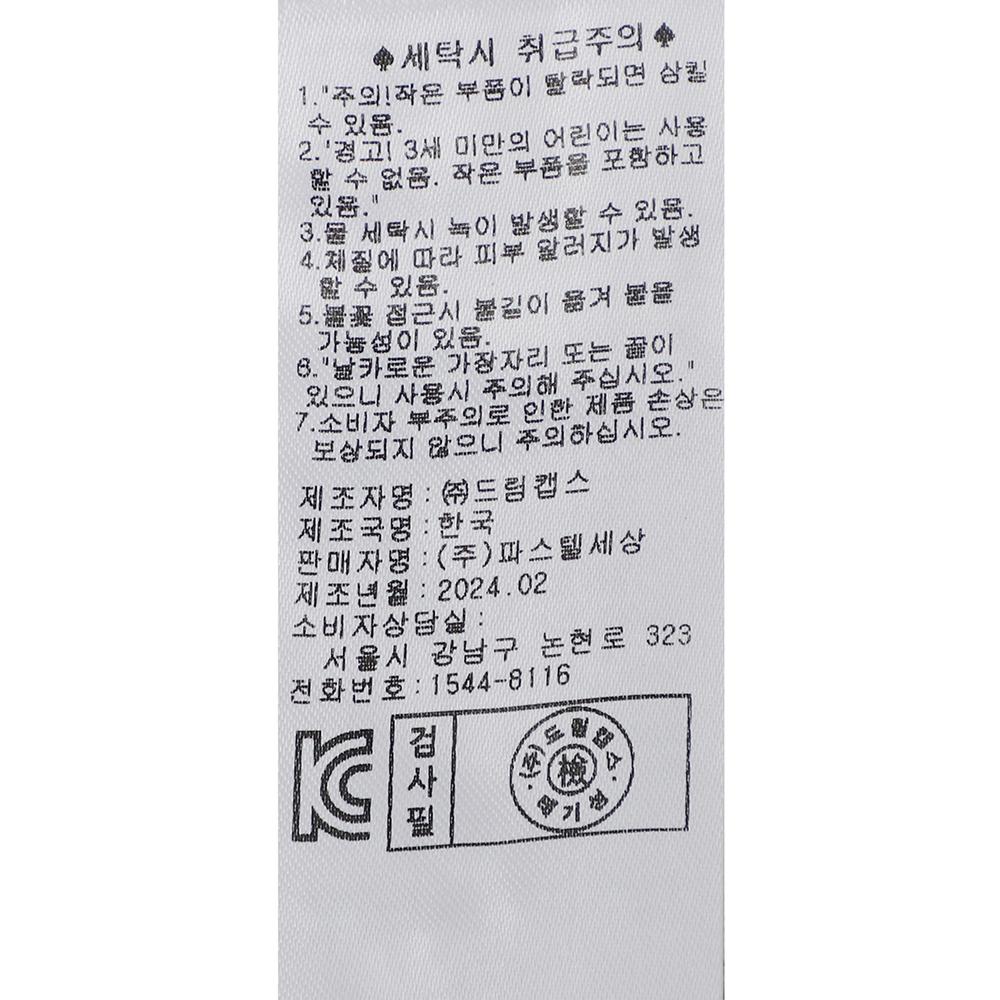 ♠세탁시 취급주의♠
1."주의!작은 부품이 탈락되면 삼킬
수 있음.
2.'경고! 3세 미만의 어린이는 사용
할 수 없음. 작은 부품을 포함하고
있음."
3.물 세탁시 녹이 발생할 수 있음.
4.체질에 따라 피부 알러지가 발생
할 수 있음.
5.불꽃 접근시 불길이 옮겨 붙을
가능성이 있음.
6."날카로운 가장자리 또는 끝이
있으니 사용시 주의해 주십시오."
7.소비자 부주의로 인한 제품 손상은
보상되지 않으니 주의하십시오.
제조자명:㈜드림캡스
제조국명:한국
판매자명:(주)파스텔세상
제조년월:2024.02
소비자상담실:
서울시 강남구 논현로 323
전화번호:1544-8116
KC
검사필
(주)드림캡스
檢